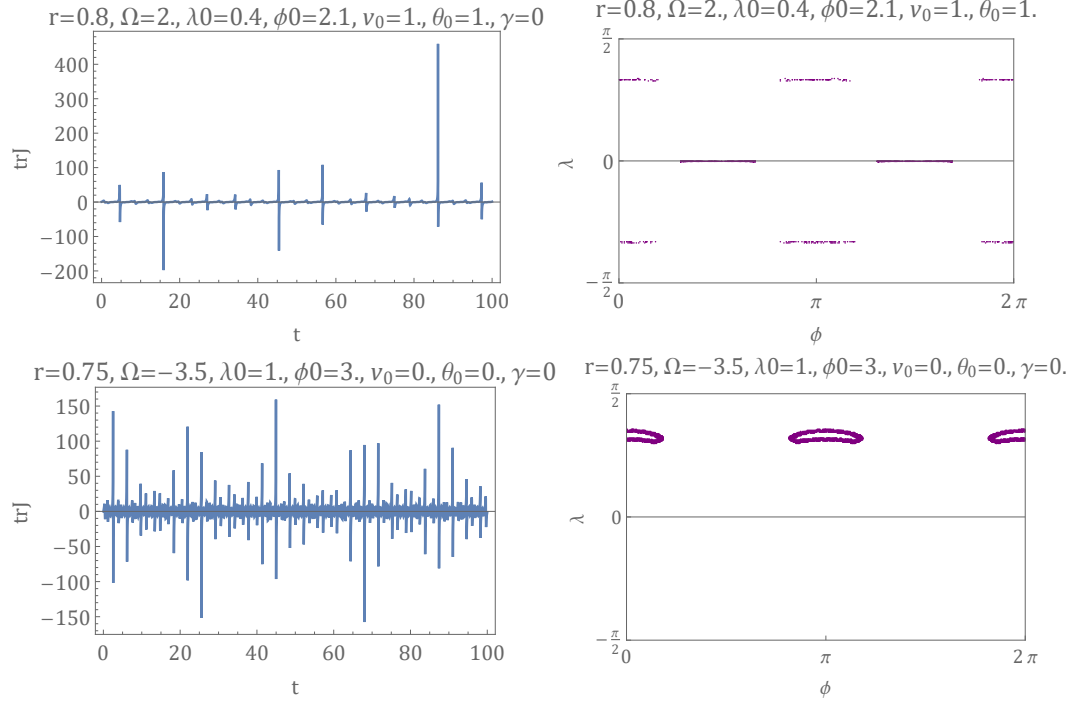 r=0.8, Ω=2., λ0=0.4, ϕ0=2.1, v₀=1., θ₀=1., γ=0
400
300
200
100
0
−100
−200
trJ
0 20 40 60 80 100
t
r=0.8, Ω=2., λ0=0.4, ϕ0=2.1, v₀=1., θ₀=1.
π/2
0
−π/2
λ
0 π 2 π
ϕ
r=0.75, Ω=−3.5, λ0=1., ϕ0=3., v₀=0., θ₀=0., γ=0
150
100
50
0
−50
−100
−150
trJ
0 20 40 60 80 100
t
r=0.75, Ω=−3.5, λ0=1., ϕ0=3., v₀=0., θ₀=0., γ=0.
π/2
0
−π/2
λ
0 π 2 π
ϕ